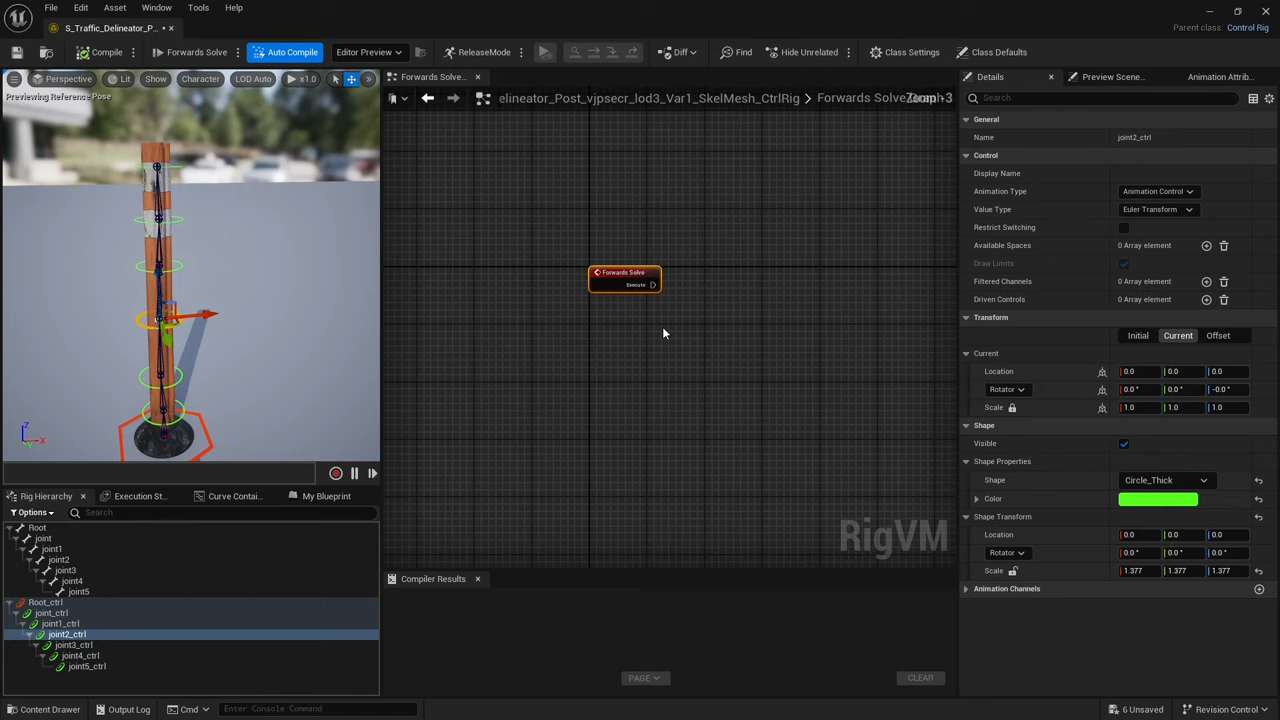 File Edit Asset Window Tools Help
S_Traffic_Delineator_P...
Parent class: Control Rig
Compile Forwards Solve Auto Compile Editor Preview ReleaseMode Diff Find Hide Unrelated Class Settings Class Defaults
Perspective Lit Show Character LOD Auto x1.0
Previewing Reference Pose
Z
X
Forwards Solve...
elineator_Post_vjpsecr_lod3_Var1_SkelMesh_CtrlRig > Forwards Solve
Forwards Solve
Execute
RigVM
Compiler Results
PAGE
CLEAR
Rig Hierarchy Execution St... Curve Contai... My Blueprint
Options Search
Root
joint
joint1
joint2
joint3
joint4
joint5
Root_ctrl
joint_ctrl
joint1_ctrl
joint2_ctrl
joint3_ctrl
joint4_ctrl
joint5_ctrl
Details Preview Scene... Animation Attrib...
Search
General
Name joint2_ctrl
Control
Display Name
Animation Type Animation Control
Value Type Euler Transform
Restrict Switching
Available Spaces 0 Array element
Draw Limits
Filtered Channels 0 Array element
Driven Controls 0 Array element
Transform
Initial Current Offset
Current
Location 0.0 0.0 0.0
Rotator 0.0 ° 0.0 ° -0.0 °
Scale 1.0 1.0 1.0
Shape
Visible
Shape Properties
Shape Circle_Thick
Color
Shape Transform
Location 0.0 0.0 0.0
Rotator 0.0 ° 0.0 ° 0.0 °
Scale 1.377 1.377 1.377
Animation Channels
Content Drawer Output Log Cmd Enter Console Command 6 Unsaved Revision Control